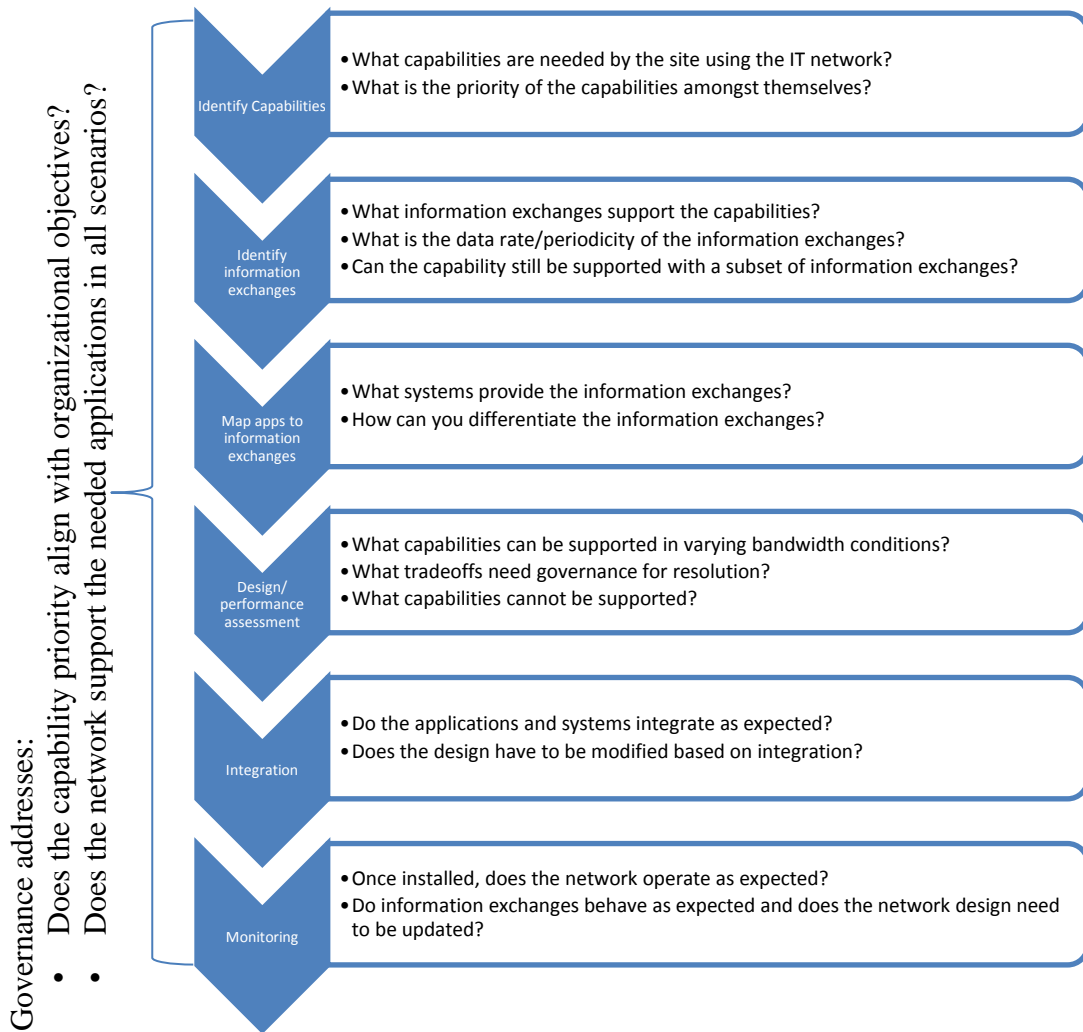 Governance addresses:
• Does the capability priority align with organizational objectives?
• Does the network support the needed applications in all scenarios?
Identify Capabilities
•What capabilities are needed by the site using the IT network?
•What is the priority of the capabilities amongst themselves?
Identify
information
exchanges
•What information exchanges support the capabilities?
•What is the data rate/periodicity of the information exchanges?
•Can the capability still be supported with a subset of information exchanges?
Map apps to
information
exchanges
•What systems provide the information exchanges?
•How can you differentiate the information exchanges?
Design/
performance
assessment
•What capabilities can be supported in varying bandwidth conditions?
•What tradeoffs need governance for resolution?
•What capabilities cannot be supported?
Integration
•Do the applications and systems integrate as expected?
•Does the design have to be modified based on integration?
Monitoring
•Once installed, does the network operate as expected?
•Do information exchanges behave as expected and does the network design need
to be updated?